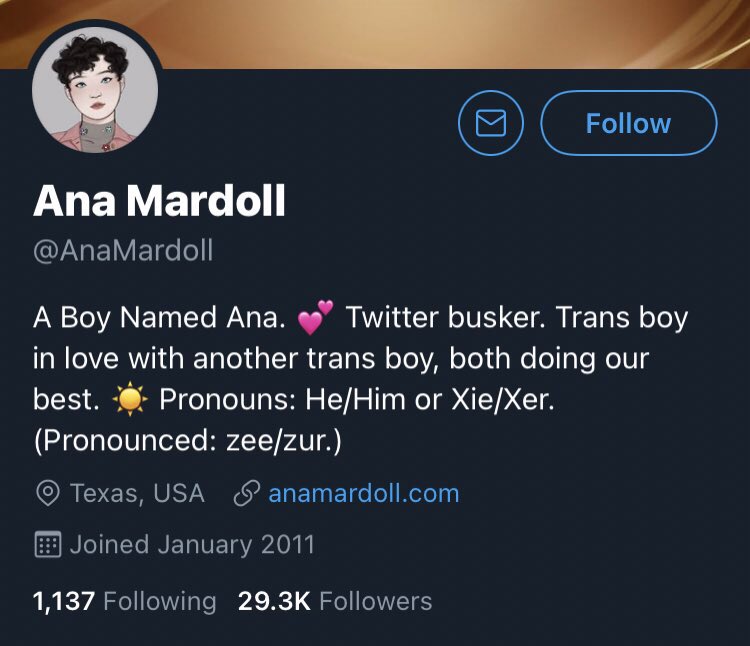 Follow
Ana Mardoll
@AnaMardoll
A Boy Named Ana. 💕 Twitter busker. Trans boy
in love with another trans boy, both doing our
best. ☀️ Pronouns: He/Him or Xie/Xer.
(Pronounced: zee/zur.)
Texas, USA anamardoll.com
Joined January 2011
1,137 Following 29.3K Followers